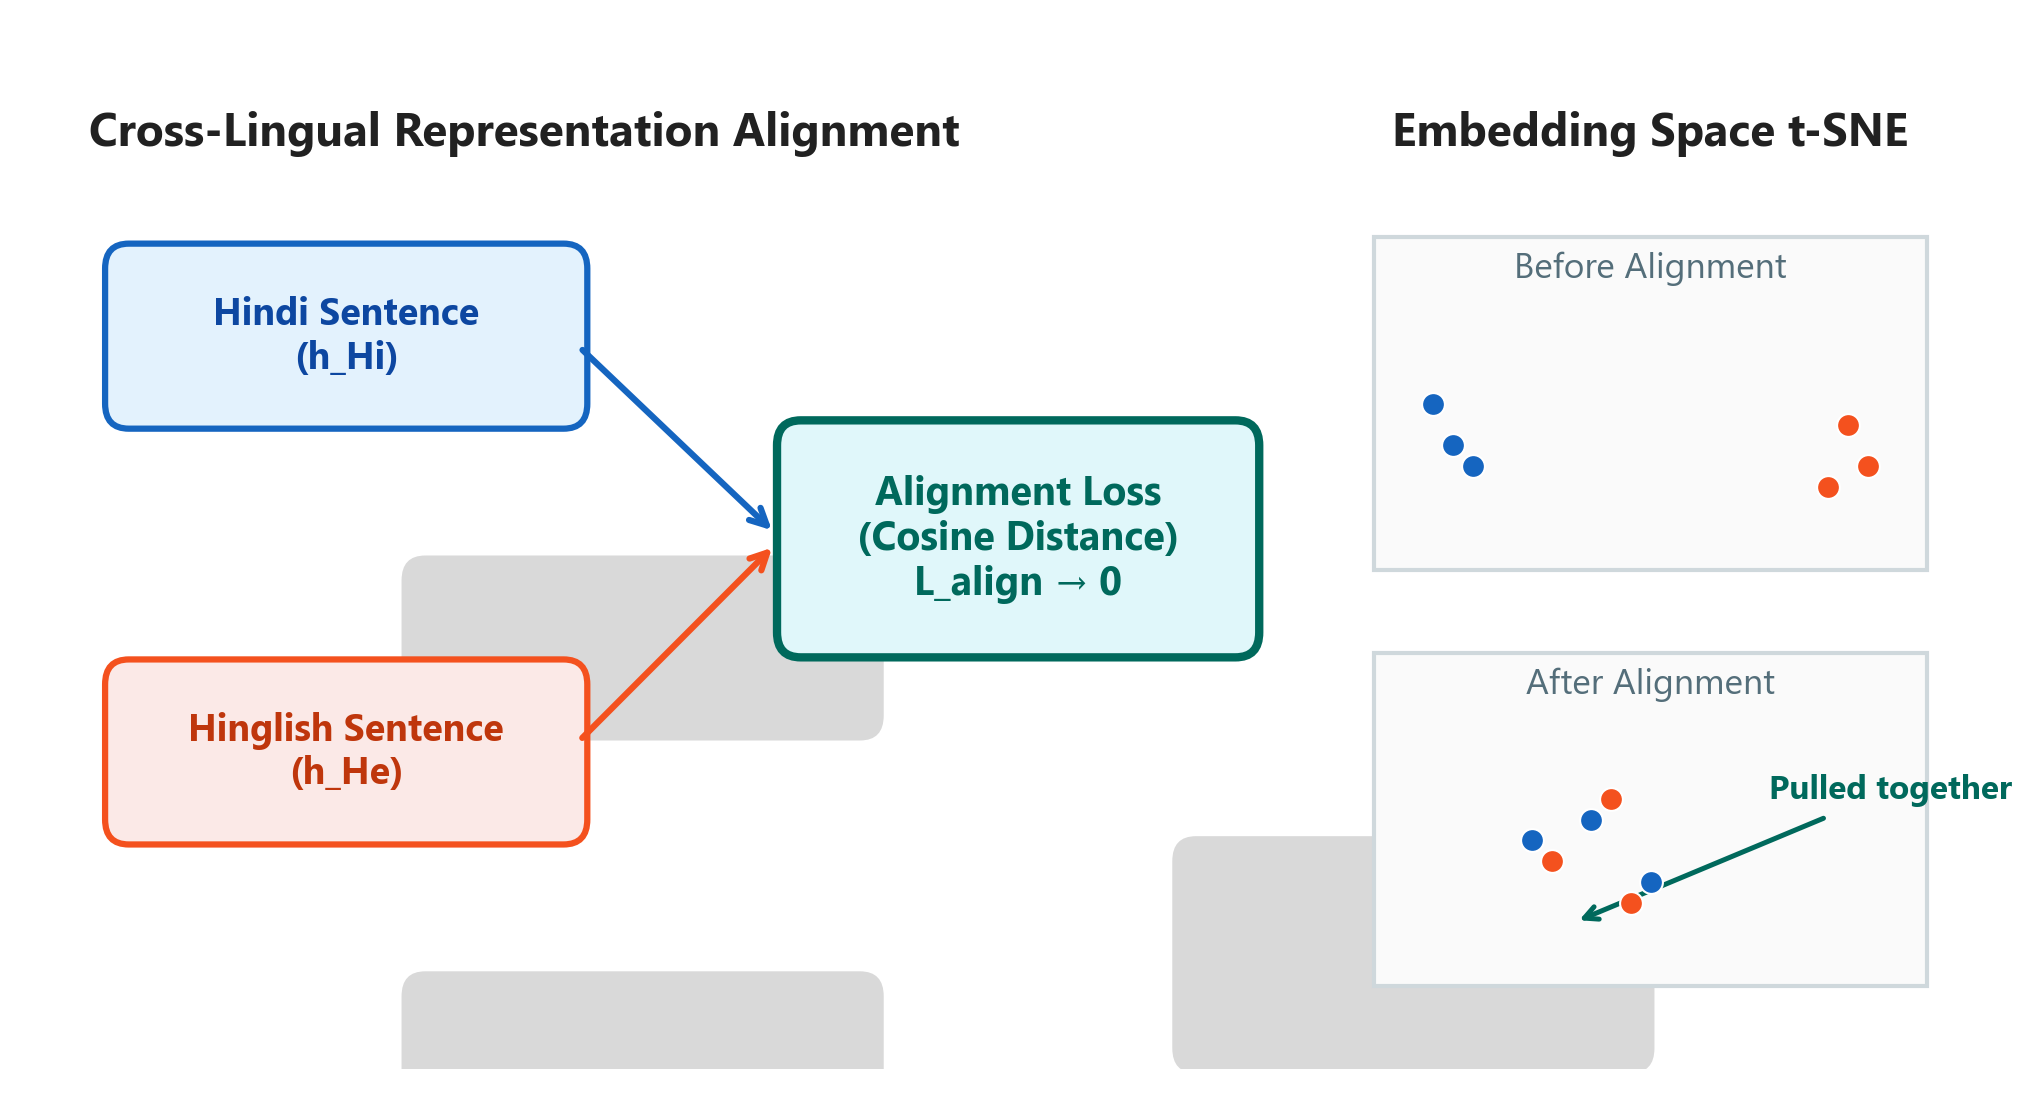 Cross-Lingual Representation Alignment
Hindi Sentence
(h_Hi)
Hinglish Sentence
(h_He)
Alignment Loss
(Cosine Distance)
L_align → 0
Embedding Space t-SNE
Before Alignment
After Alignment
Pulled together